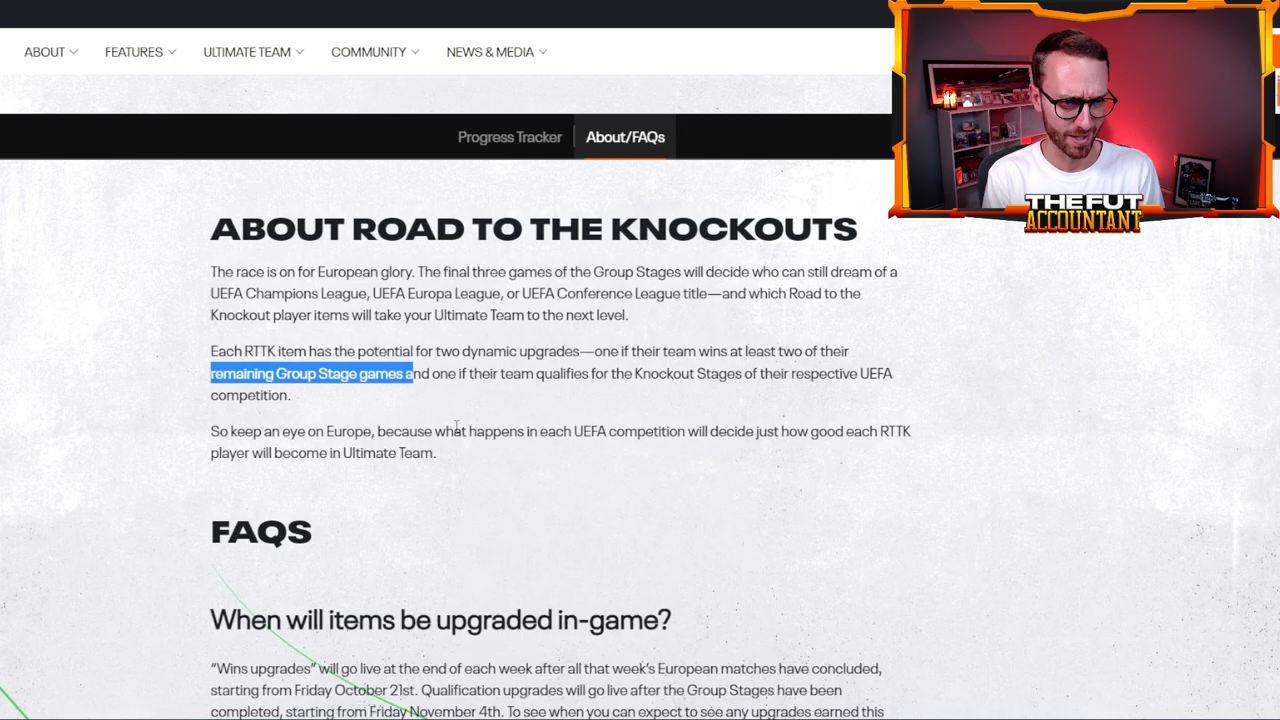 ABOUT FEATURES ULTIMATE TEAM COMMUNITY NEWS & MEDIA
Progress Tracker About/FAQs
THE FUT
ACCOUNTANT
ABOUT ROAD TO THE KNOCKOUTS
The race is on for European glory. The final three games of the Group Stages will decide who can still dream of a
UEFA Champions League, UEFA Europa League, or UEFA Conference League title—and which Road to the
Knockout player items will take your Ultimate Team to the next level.
Each RTTK item has the potential for two dynamic upgrades—one if their team wins at least two of their
remaining Group Stage games and one if their team qualifies for the Knockout Stages of their respective UEFA
competition.
So keep an eye on Europe, because what happens in each UEFA competition will decide just how good each RTTK
player will become in Ultimate Team.
FAQS
When will items be upgraded in-game?
“Wins upgrades” will go live at the end of each week after all that week’s European matches have concluded,
starting from Friday October 21st. Qualification upgrades will go live after the Group Stages have been
completed, starting from Friday November 4th. To see when you can expect to see any upgrades earned this